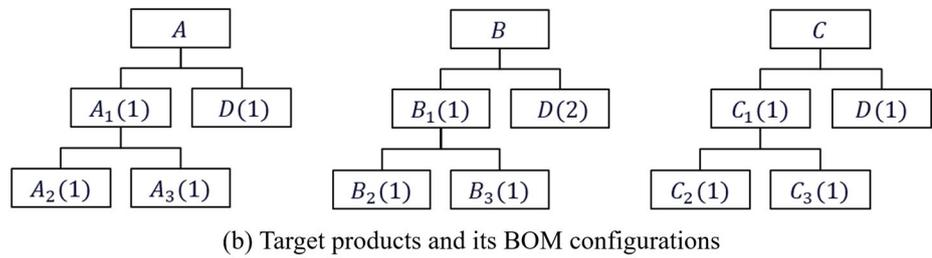 A B C
A₁(1) D(1) B₁(1) D(2) C₁(1) D(1)
A₂(1) A₃(1) B₂(1) B₃(1) C₂(1) C₃(1)
(b) Target products and its BOM configurations